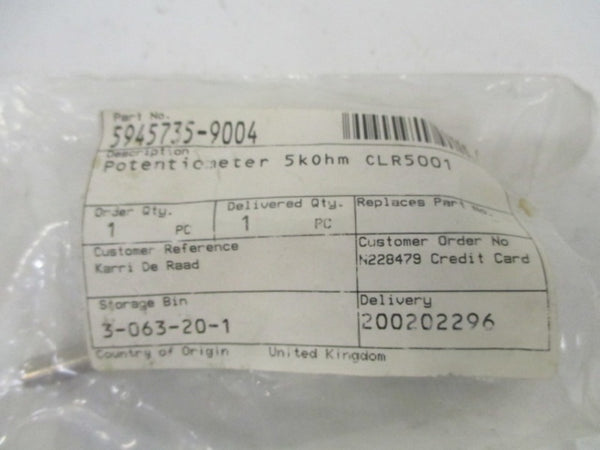 Part No.
5945735-9004
Description
Potentiometer 5kOhm CLR5001
Order Qty. Delivered Qty. Replaces Part No.
1 PC 1 PC
Customer Reference Customer Order No
Karri De Raad N228479 Credit Card
Storage Bin Delivery
3-063-20-1 200202296
Country of Origin United Kingdom